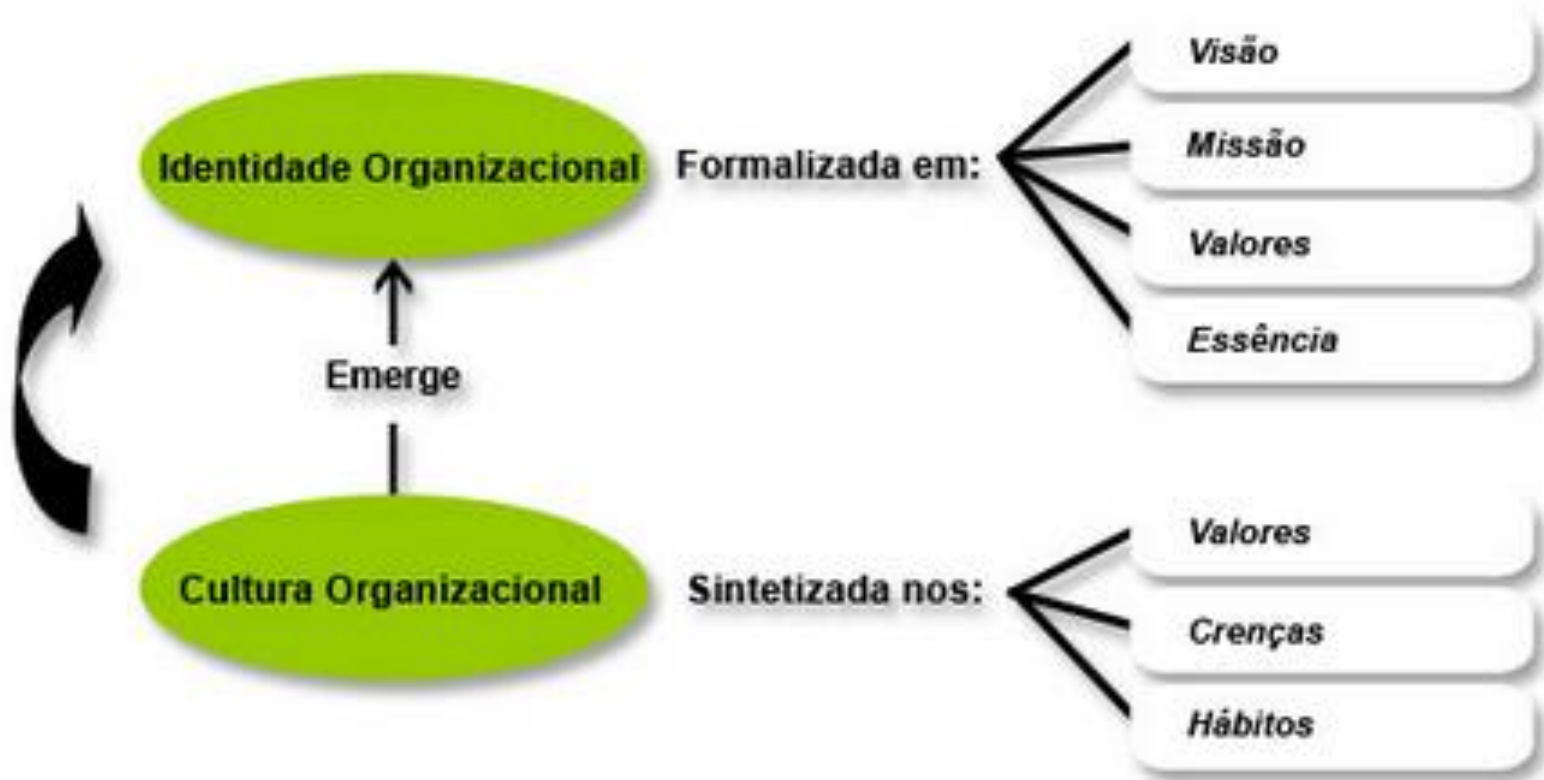 Identidade Organizacional
Formalizada em:
Visão
Missão
Valores
Essência
Emerge
Cultura Organizacional
Sintetizada nos:
Valores
Crenças
Hábitos